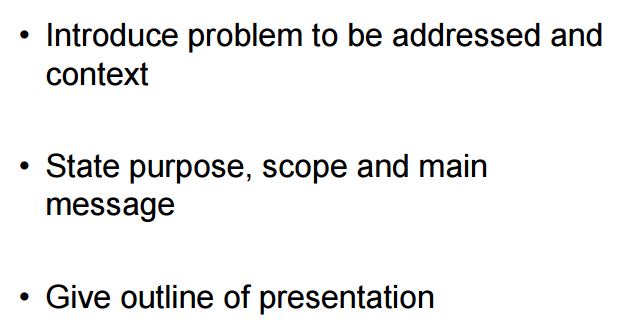 • Introduce problem to be addressed and
context
• State purpose, scope and main
message
• Give outline of presentation